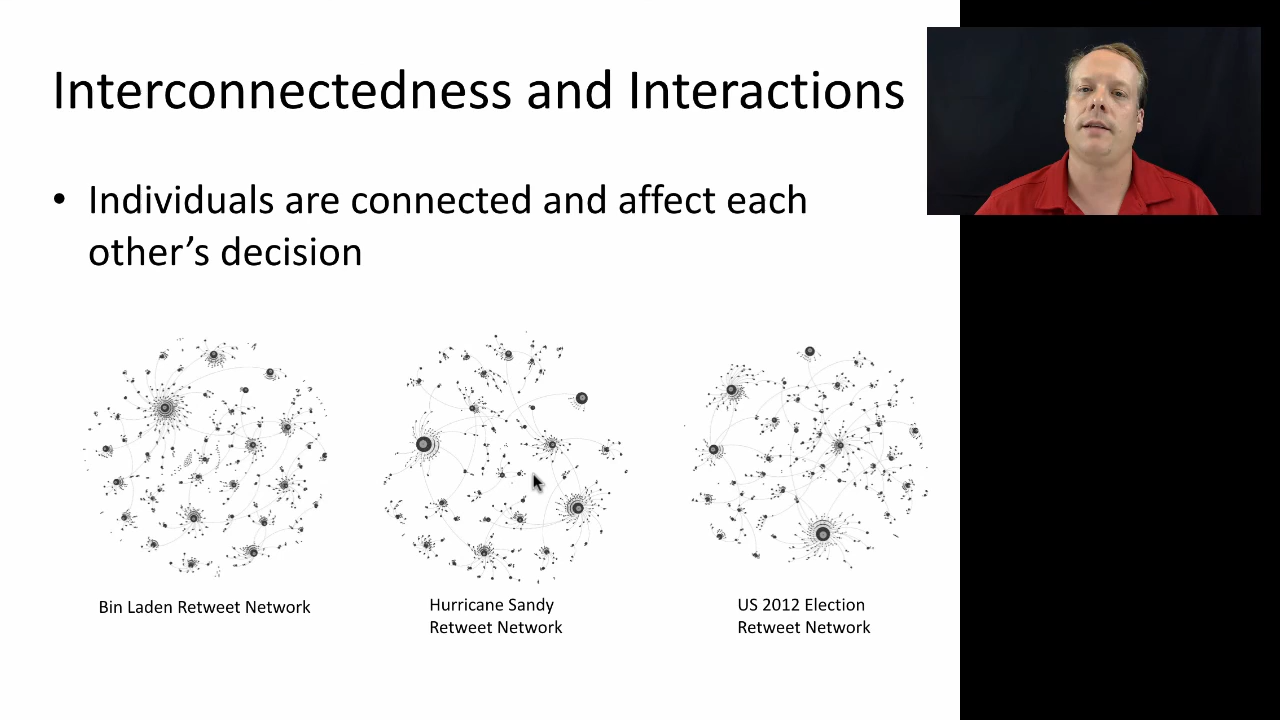 Interconnectedness and Interactions
• Individuals are connected and affect each
other’s decision
Bin Laden Retweet Network
Hurricane Sandy
Retweet Network
US 2012 Election
Retweet Network